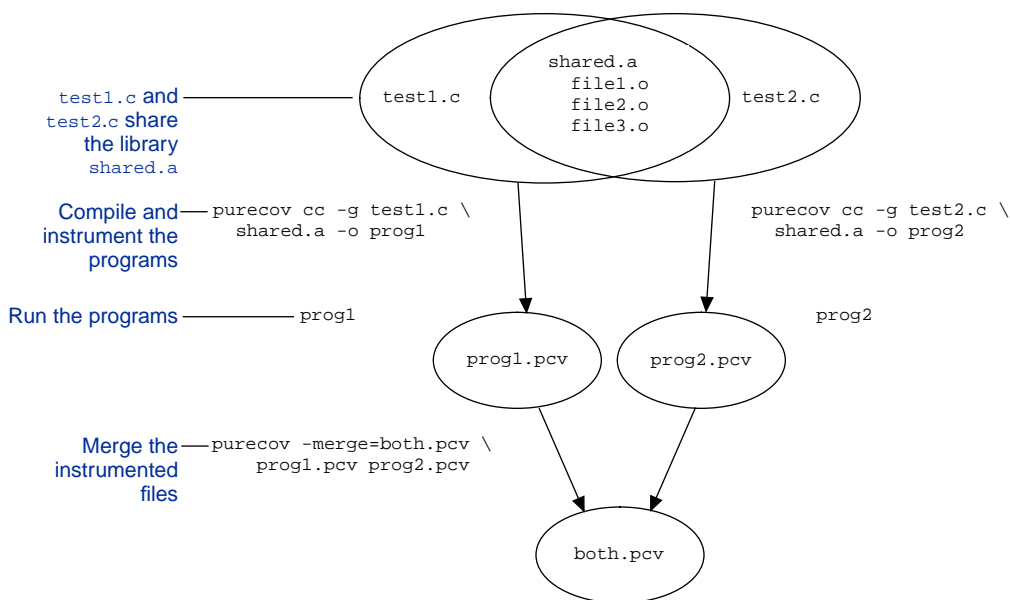 shared.a
file1.o
file2.o
file3.o
test1.c
test2.c
test1.c and
test2.c share
the library
shared.a
Compile and
instrument the
programs
purecov cc -g test1.c \
shared.a -o prog1
purecov cc -g test2.c \
shared.a -o prog2
Run the programs
prog1
prog2
prog1.pcv
prog2.pcv
Merge the
instrumented
files
purecov -merge=both.pcv \
prog1.pcv prog2.pcv
both.pcv